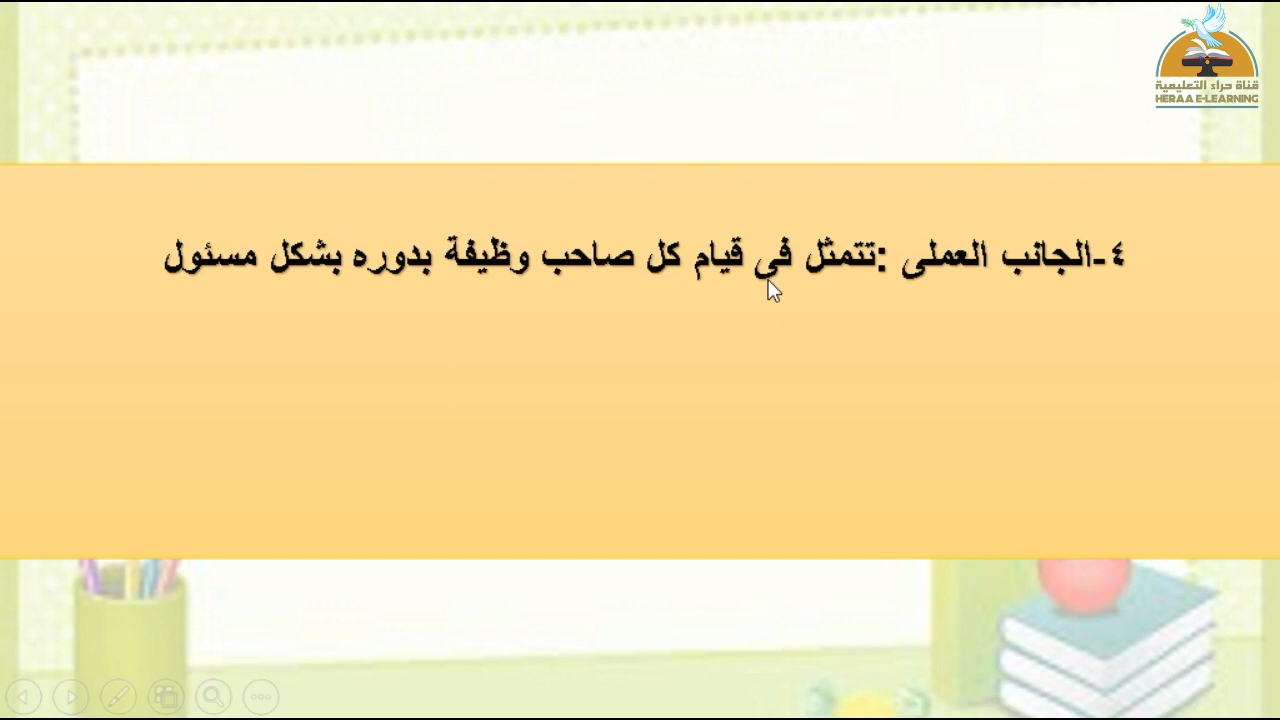 قناة حراء التعليمية
HERAA E-LEARNING
٤-الجانب العملى :تتمثل فى قيام كل صاحب وظيفة بدوره بشكل مسئول